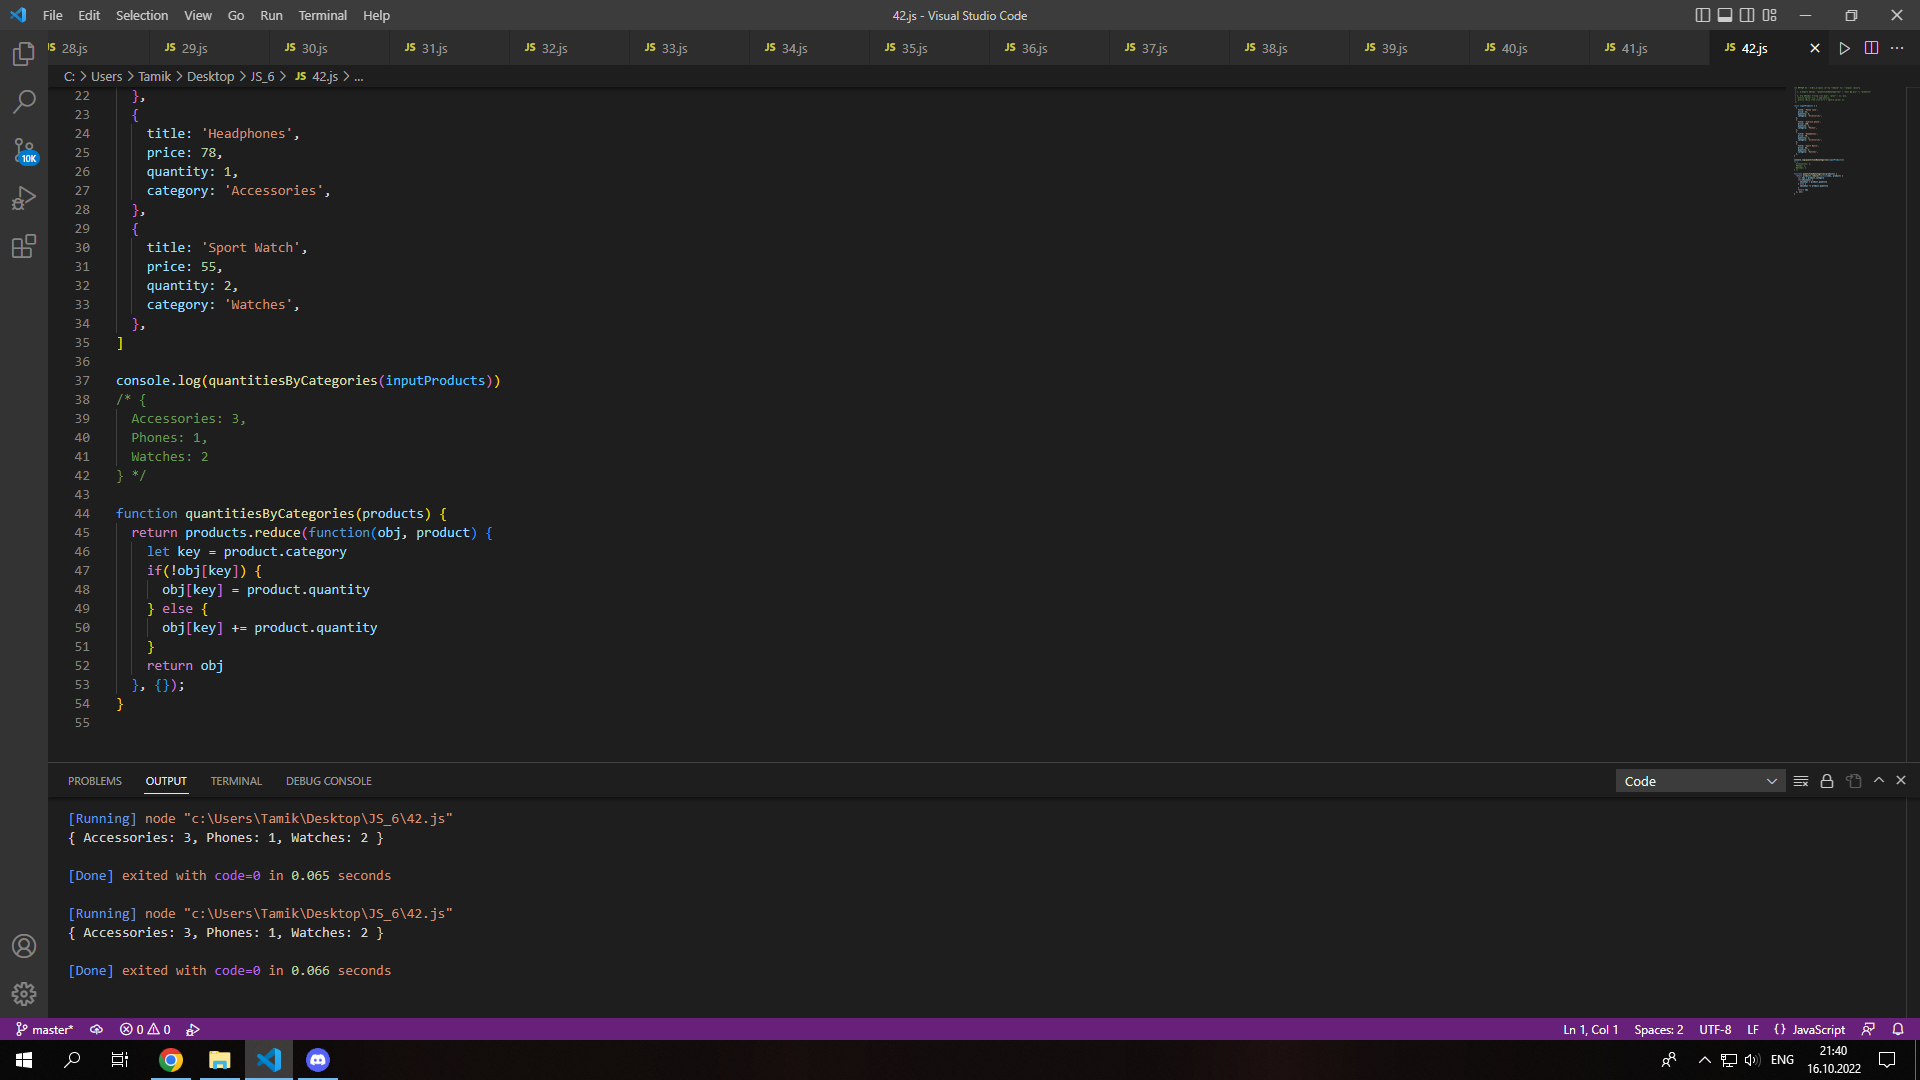 File Edit Selection View Go Run Terminal Help
42.js - Visual Studio Code
JS 28.js JS 29.js JS 30.js JS 31.js JS 32.js JS 33.js JS 34.js JS 35.js JS 36.js JS 37.js JS 38.js JS 39.js JS 40.js JS 41.js JS 42.js
C: > Users > Tamik > Desktop > JS_6 > JS 42.js > ...
22 },
23 {
24 title: 'Headphones',
25 price: 78,
26 quantity: 1,
27 category: 'Accessories',
28 },
29 {
30 title: 'Sport Watch',
31 price: 55,
32 quantity: 2,
33 category: 'Watches',
34 },
35 ]
36
37 console.log(quantitiesByCategories(inputProducts))
38 /* {
39 Accessories: 3,
40 Phones: 1,
41 Watches: 2
42 } */
43
44 function quantitiesByCategories(products) {
45 return products.reduce(function(obj, product) {
46 let key = product.category
47 if(!obj[key]) {
48 obj[key] = product.quantity
49 } else {
50 obj[key] += product.quantity
51 }
52 return obj
53 }, {});
54 }
55
10K
PROBLEMS OUTPUT TERMINAL DEBUG CONSOLE
Code
[Running] node "c:\Users\Tamik\Desktop\JS_6\42.js"
{ Accessories: 3, Phones: 1, Watches: 2 }
[Done] exited with code=0 in 0.065 seconds
[Running] node "c:\Users\Tamik\Desktop\JS_6\42.js"
{ Accessories: 3, Phones: 1, Watches: 2 }
[Done] exited with code=0 in 0.066 seconds
master* 0 0
Ln 1, Col 1 Spaces: 2 UTF-8 LF {} JavaScript
ENG
21:40
16.10.2022